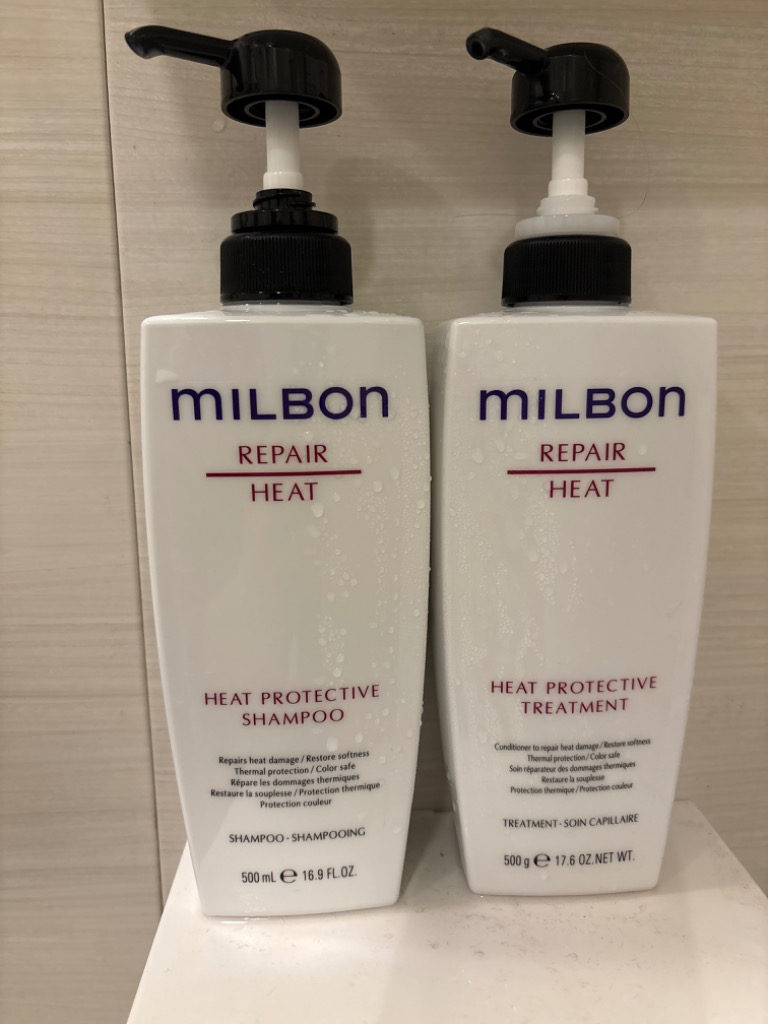 MILBON
REPAIR
HEAT
HEAT PROTECTIVE
SHAMPOO
Repairs heat damage / Restore softness
Thermal protection / Color safe
Répare les dommages thermiques
Restaure la souplesse / Protection thermique
Protection couleur
SHAMPOO - SHAMPOOING
500 mL ℮ 16.9 FL.OZ.
MILBON
REPAIR
HEAT
HEAT PROTECTIVE
TREATMENT
Conditioner to repair heat damage / Restore softness
Thermal protection / Color safe
Soin réparateur des dommages thermiques
Restaure la souplesse
Protection thermique / Protection couleur
TREATMENT - SOIN CAPILLAIRE
500 g ℮ 17.6 OZ. NET WT.